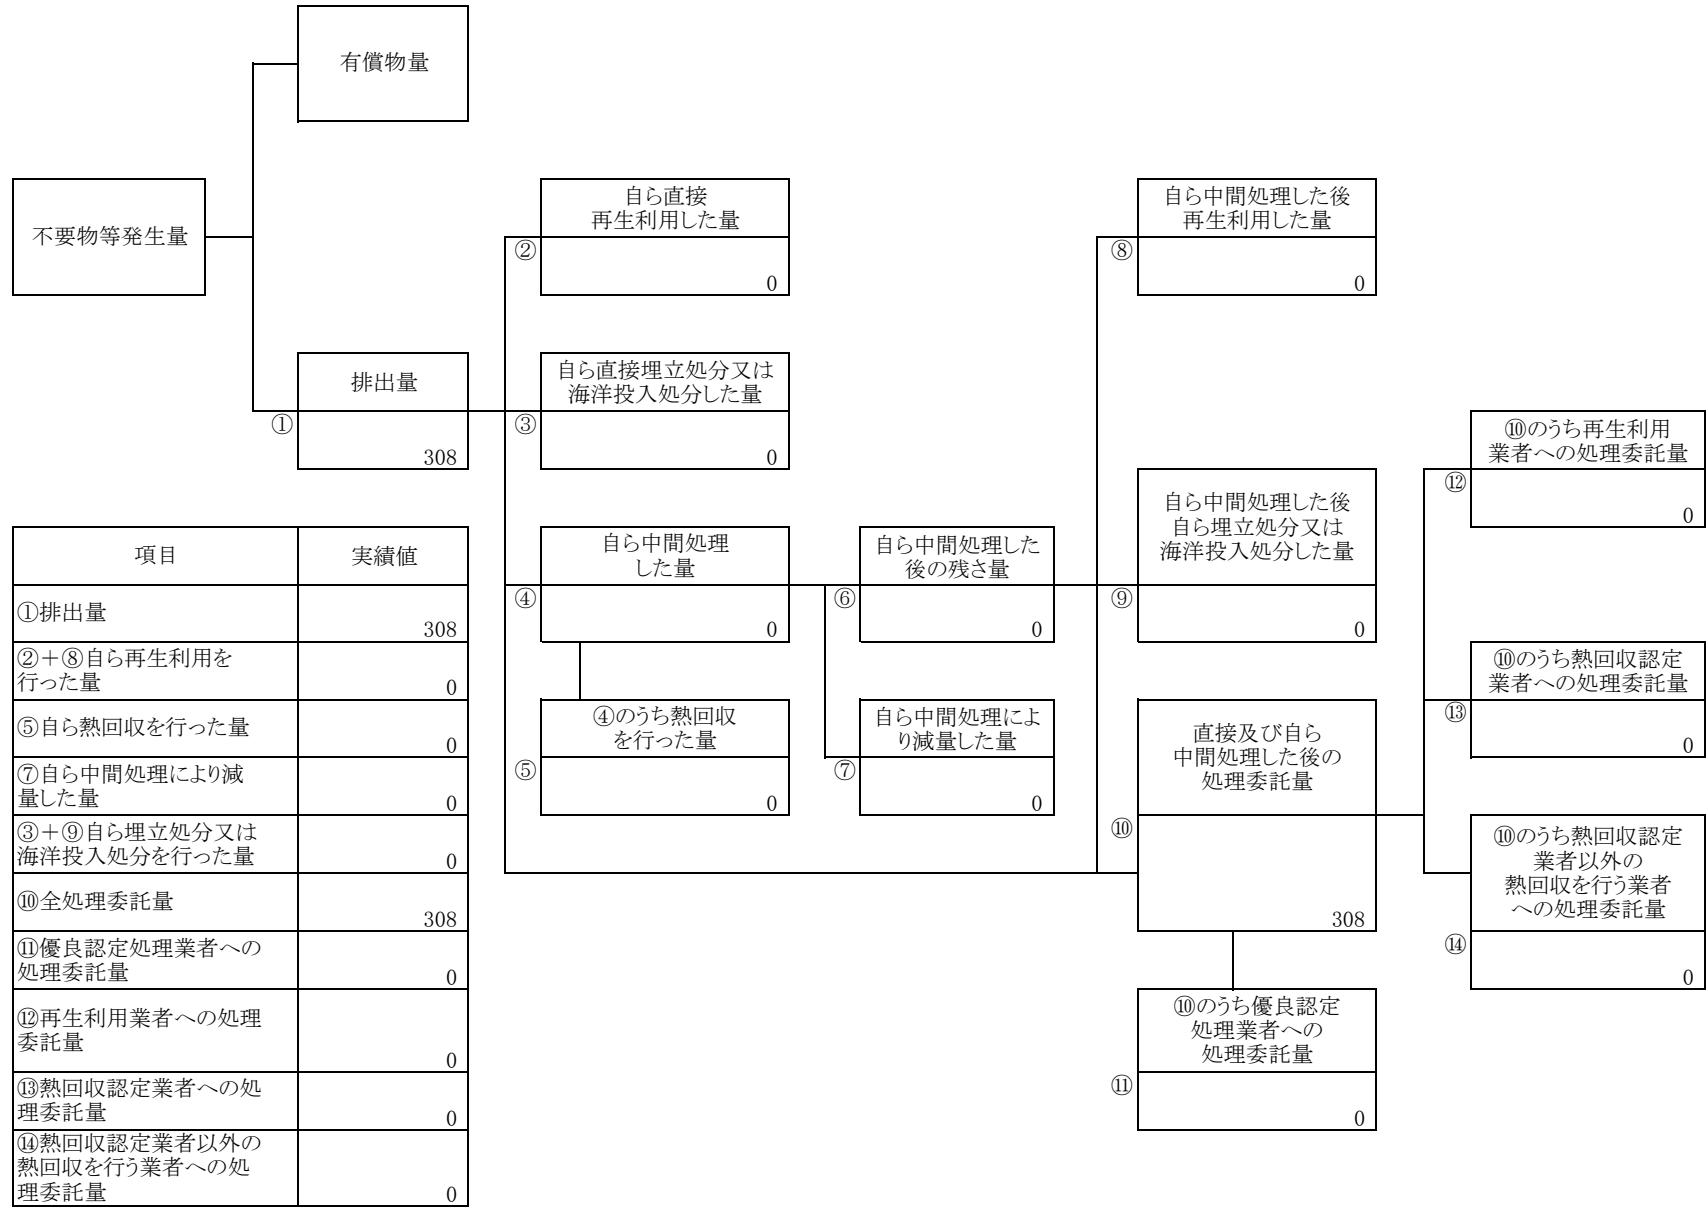 有償物量
不要物等発生量
自ら直接
再生利用した量
②
0
自ら中間処理した後
再生利用した量
⑧
0
排出量
①
308
自ら直接埋立処分又は
海洋投入処分した量
③
0
⑩のうち再生利用
業者への処理委託量
⑫
0
自ら中間処理した後
自ら埋立処分又は
海洋投入処分した量
⑨
0
自ら中間処理
した量
④
0
自ら中間処理した
後の残さ量
⑥
0
⑩のうち熱回収認定
業者への処理委託量
⑬
0
④のうち熱回収
を行った量
⑤
0
自ら中間処理によ
り減量した量
⑦
0
直接及び自ら
中間処理した後の
処理委託量
⑩
308
⑩のうち熱回収認定
業者以外の
熱回収を行う業者
への処理委託量
⑭
0
⑩のうち優良認定
処理業者への
処理委託量
⑪
0
項目 実績値
①排出量
308
②＋⑧自ら再生利用を
行った量
0
⑤自ら熱回収を行った量
0
⑦自ら中間処理により減
量した量
0
③＋⑨自ら埋立処分又は
海洋投入処分を行った量
0
⑩全処理委託量
308
⑪優良認定処理業者への
処理委託量
0
⑫再生利用業者への処理
委託量
0
⑬熱回収認定業者への処
理委託量
0
⑭熱回収認定業者以外の
熱回収を行う業者への処
理委託量
0